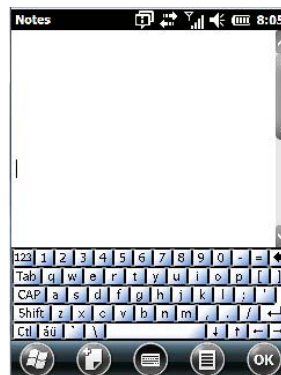 Notes 8:05
123 1 2 3 4 5 6 7 8 9 0 - =
Tab q w e r t y u i o p [ ]
CAP a s d f g h j k l ; '
Shift z x c v b n m , . /
Ctl áü ` \
OK